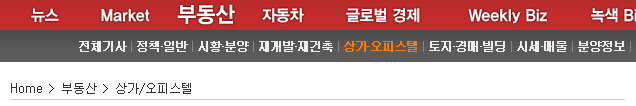 뉴스 Market 부동산 자동차 글로벌 경제 Weekly Biz 녹색 Bi
전체기사 | 정책·일반 | 시황·분양 | 재개발·재건축 | 상가·오피스텔 | 토지·경매·빌딩 | 시세·매물 | 분양정보 |
Home > 부동산 > 상가/오피스텔